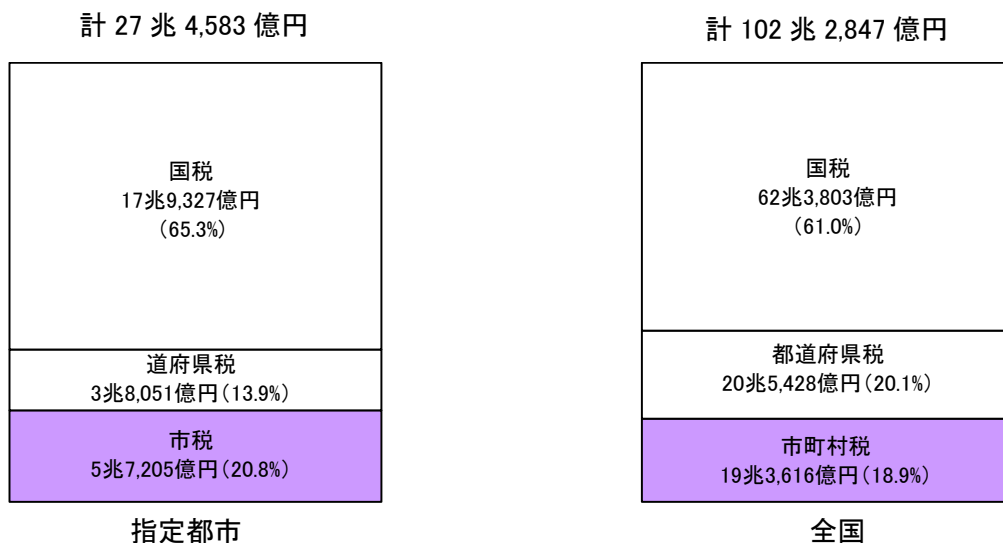 計 27 兆 4,583 億円
国税
17兆9,327億円
(65.3%)
道府県税
3兆8,051億円(13.9%)
市税
5兆7,205億円(20.8%)
指定都市
計 102 兆 2,847 億円
国税
62兆3,803億円
(61.0%)
都道府県税
20兆5,428億円(20.1%)
市町村税
19兆3,616億円(18.9%)
全国